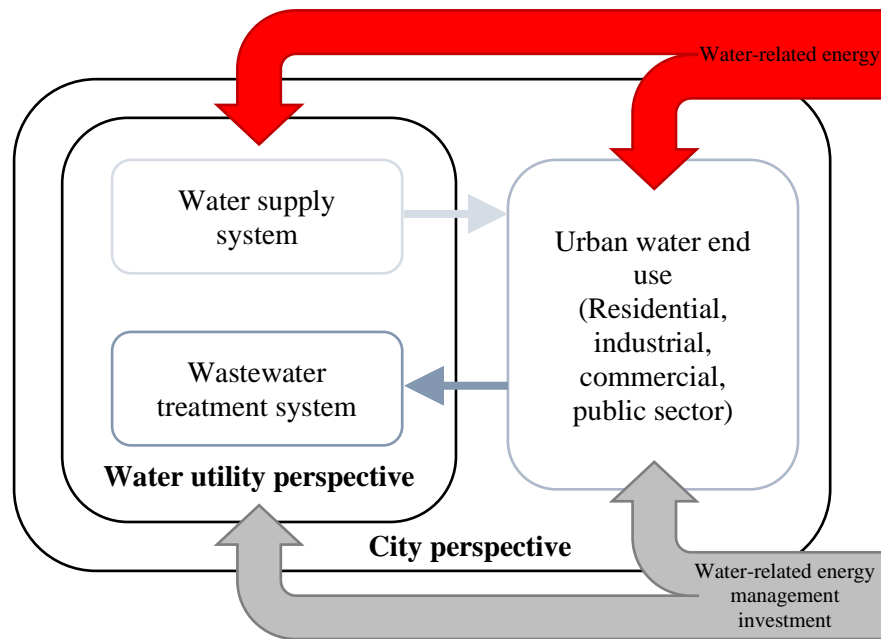 Water-related energy
Water supply
system
Urban water end
use
(Residential,
industrial,
commercial,
public sector)
Wastewater
treatment system
Water utility perspective
City perspective
Water-related energy
management
investment